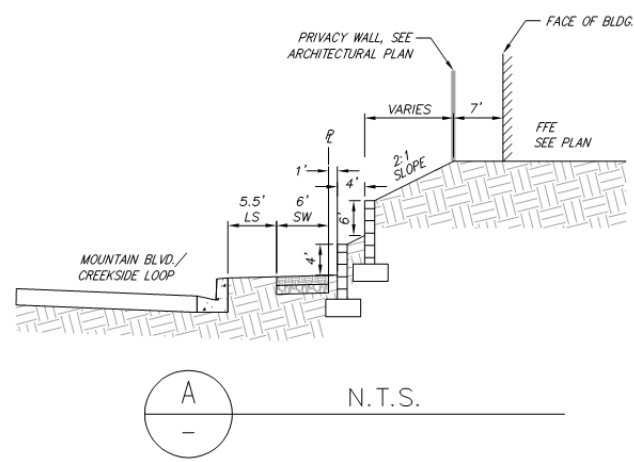 FACE OF BLDG.
PRIVACY WALL, SEE
ARCHITECTURAL PLAN
VARIES
7'
FFE
SEE PLAN
PL
2:1
SLOPE
1'
4'
5.5'
LS
6'
SW
6'
4'
MOUNTAIN BLVD./
CREEKSIDE LOOP
A
–
N.T.S.